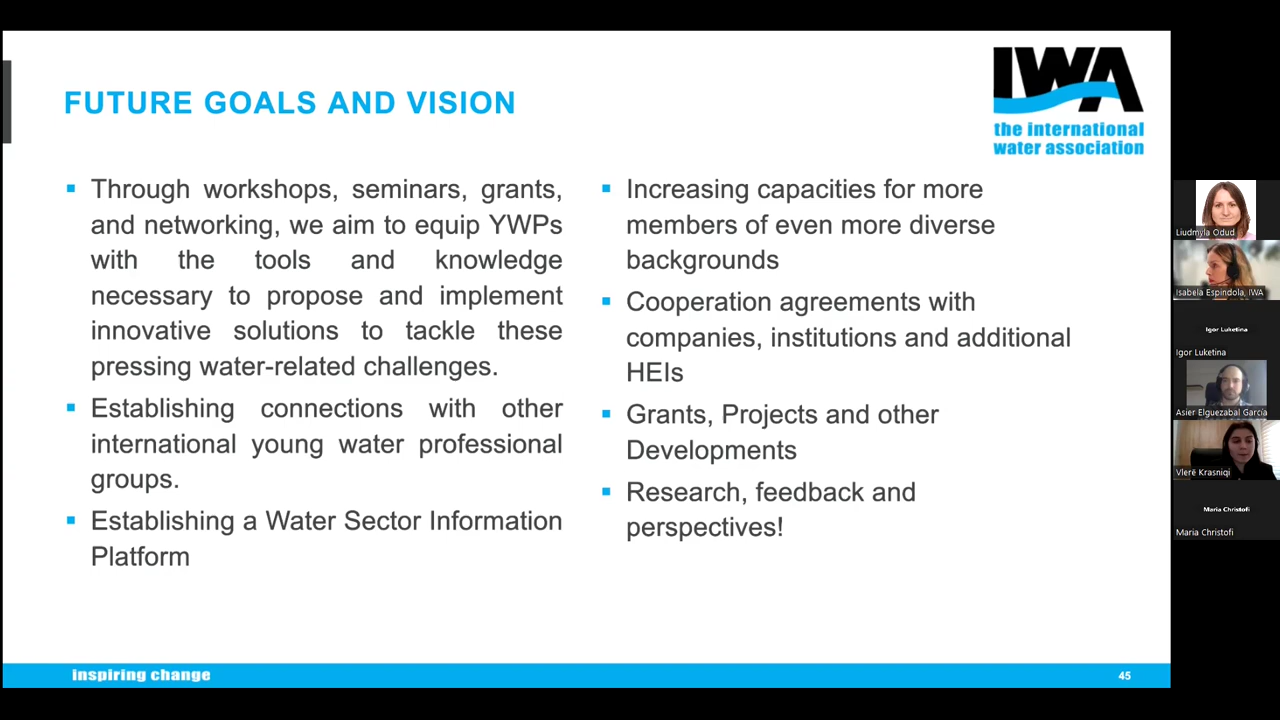 FUTURE GOALS AND VISION
IWA
the international
water association
Through workshops, seminars, grants,
and networking, we aim to equip YWPs
with the tools and knowledge
necessary to propose and implement
innovative solutions to tackle these
pressing water-related challenges.
Establishing connections with other
international young water professional
groups.
Establishing a Water Sector Information
Platform
Increasing capacities for more
members of even more diverse
backgrounds
Cooperation agreements with
companies, institutions and additional
HEIs
Grants, Projects and other
Developments
Research, feedback and
perspectives!
inspiring change
45
Liudmyla Odud
Isabela Espindola, IWA
Igor Luketina
Igor Luketina
Asier Elguezabal García
Vlerë Krasniqi
Maria Christofi
Maria Christofi